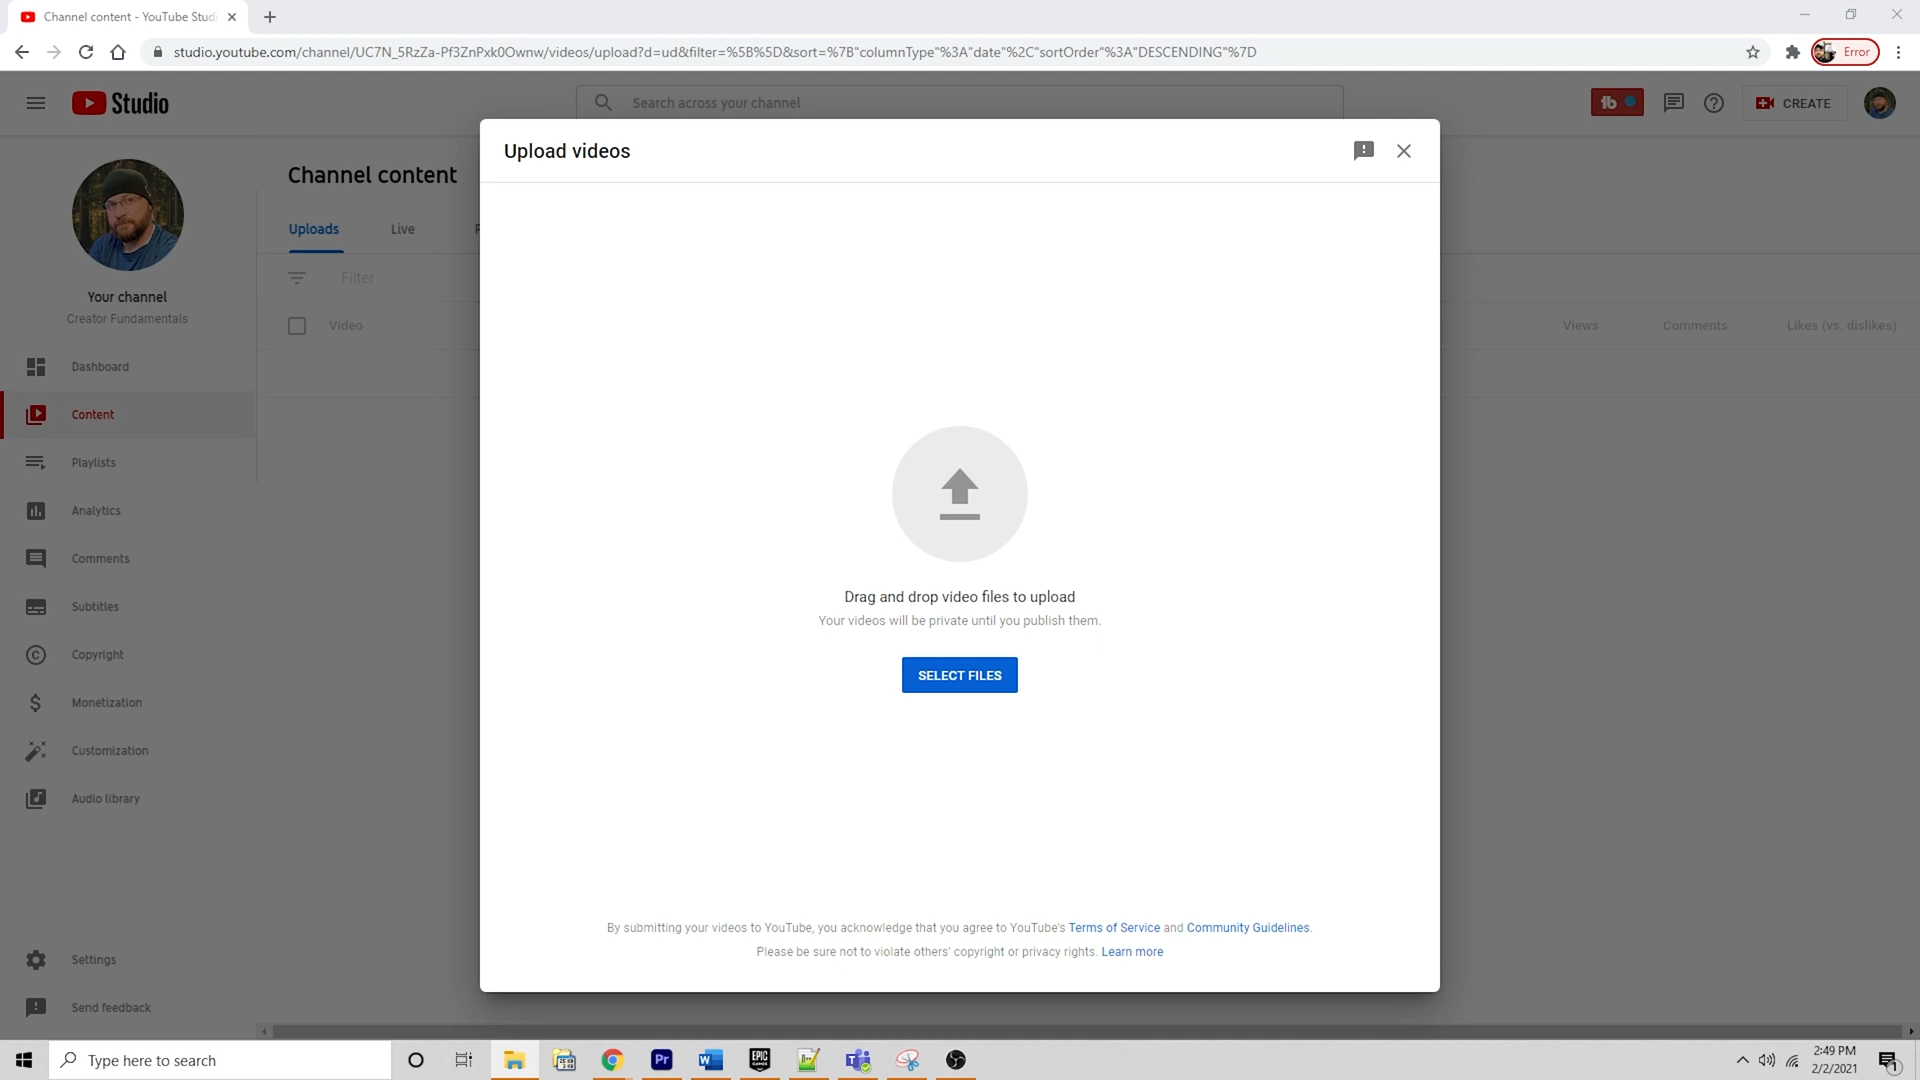 Channel content - YouTube Stud
studio.youtube.com/channel/UC7N_5RzZa-Pf3ZnPxk0Ownw/videos/upload?d=ud&filter=%5B%5D&sort=%7B"columnType"%3A"date"%2C"sortOrder"%3A"DESCENDING"%7D
Error
Studio
Search across your channel
CREATE
Upload videos
Channel content
Uploads
Live
Filter
Video
Views
Comments
Likes (vs. dislikes)
Your channel
Creator Fundamentals
Dashboard
Content
Playlists
Analytics
Comments
Subtitles
Copyright
Monetization
Customization
Audio library
Settings
Send feedback
Drag and drop video files to upload
Your videos will be private until you publish them.
SELECT FILES
By submitting your videos to YouTube, you acknowledge that you agree to YouTube's Terms of Service and Community Guidelines.
Please be sure not to violate others' copyright or privacy rights. Learn more
Type here to search
Pr
EPIC
GAMES
2:49 PM
2/2/2021
1